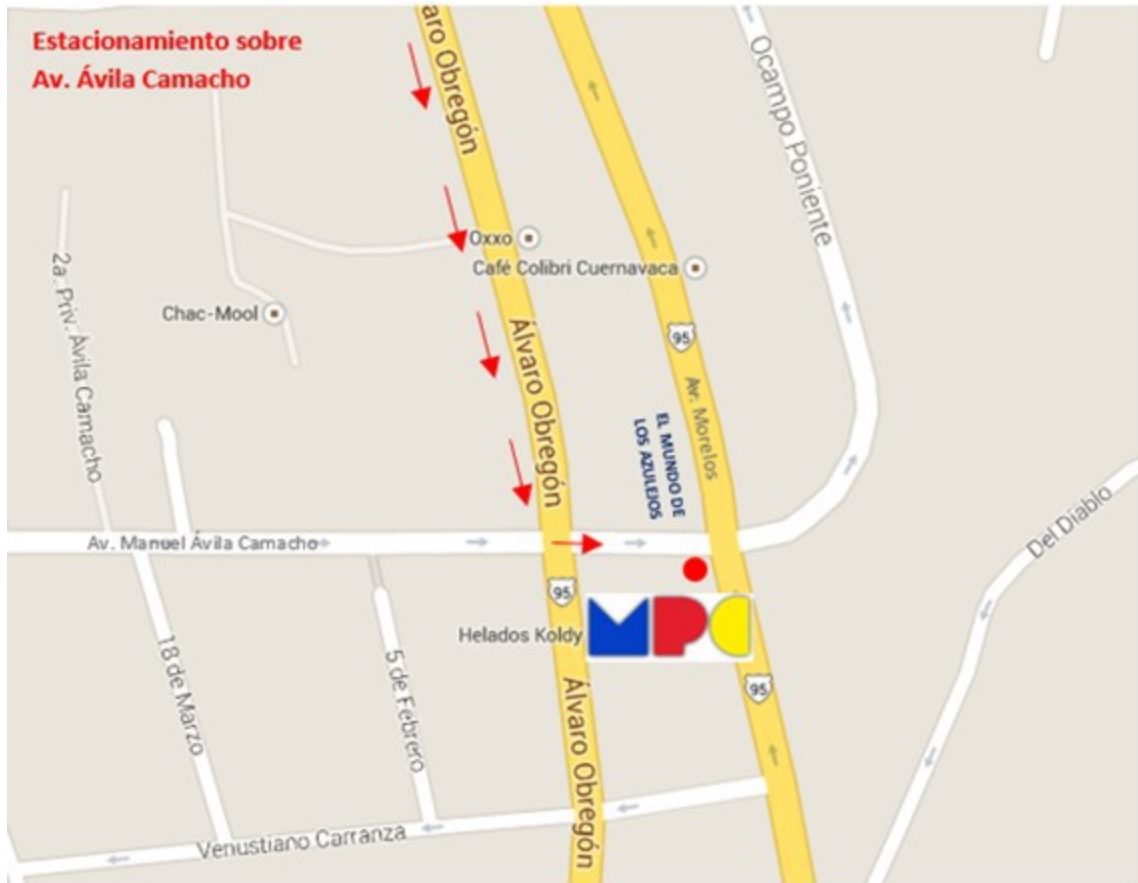 Estacionamiento sobre
Av. Ávila Camacho
aro Obregón
Ocampo Poniente
Oxxo
Café Colibri Cuernavaca
2a. Priv. Ávila Camacho
Chac-Mool
Álvaro Obregón
95
Av. Morelos
EL MUNDO DE
LOS AZULEJOS
Av. Manuel Ávila Camacho
Del Diablo
95
Helados Koldy
MPC
18 de Marzo
5 de Febrero
Álvaro Obregón
95
Venustiano Carranza